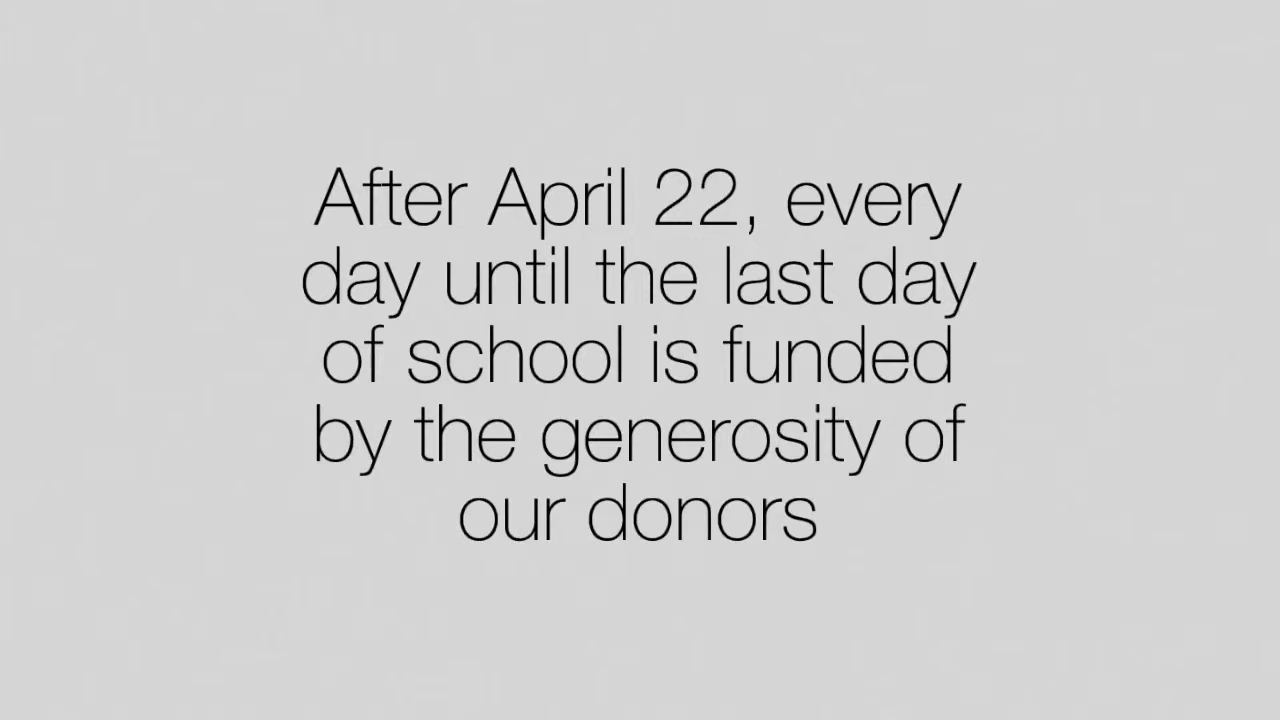 After April 22, every
day until the last day
of school is funded
by the generosity of
our donors